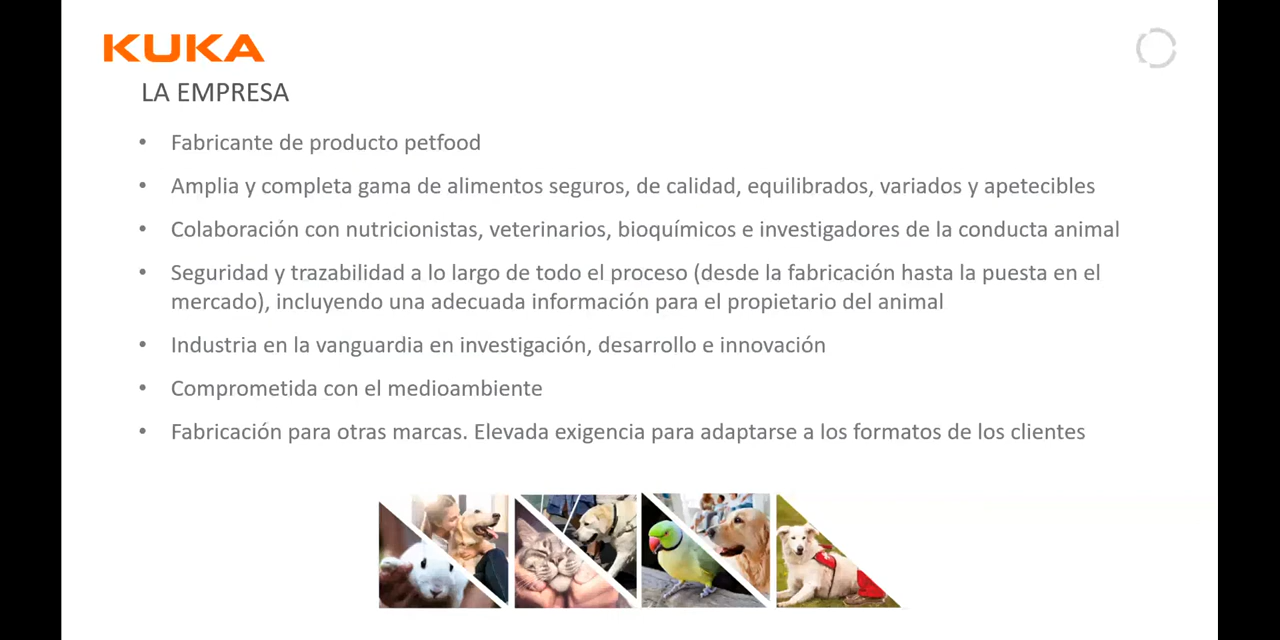 KUKA
LA EMPRESA
• Fabricante de producto petfood
• Amplia y completa gama de alimentos seguros, de calidad, equilibrados, variados y apetecibles
• Colaboración con nutricionistas, veterinarios, bioquímicos e investigadores de la conducta animal
• Seguridad y trazabilidad a lo largo de todo el proceso (desde la fabricación hasta la puesta en el
mercado), incluyendo una adecuada información para el propietario del animal
• Industria en la vanguardia en investigación, desarrollo e innovación
• Comprometida con el medioambiente
• Fabricación para otras marcas. Elevada exigencia para adaptarse a los formatos de los clientes